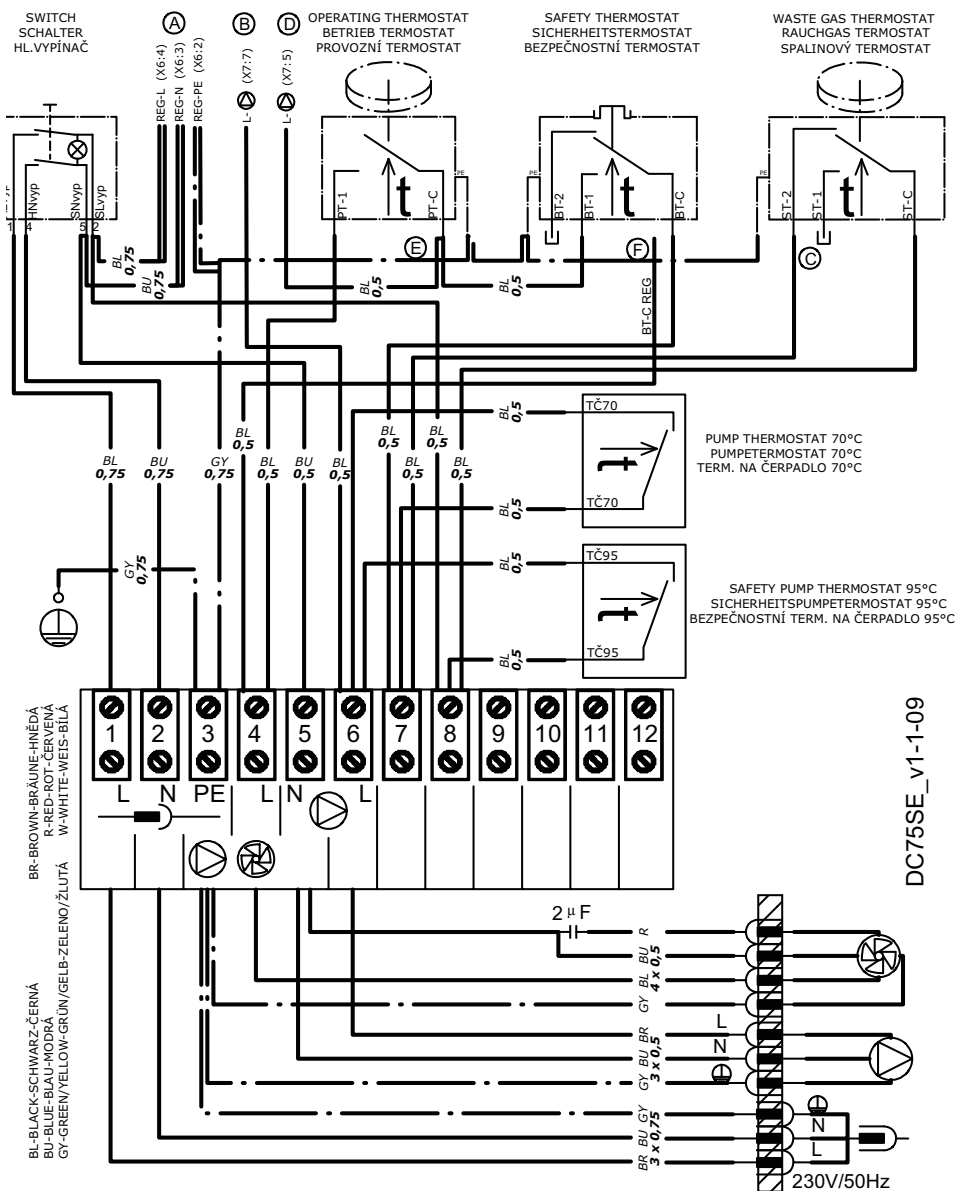 SWITCH
SCHALTER
HL.VYPÍNAČ
A
REG-L (X6:4)
REG-N (X6:3)
REG-PE (X6:2)
B
L- (X7:7)
D
L- (X7:5)
OPERATING THERMOSTAT
BETRIEB TERMOSTAT
PROVOZNÍ TERMOSTAT
SAFETY THERMOSTAT
SICHERHEITSTERMOSTAT
BEZPEČNOSTNÍ TERMOSTAT
WASTE GAS THERMOSTAT
RAUCHGAS TERMOSTAT
SPALINOVÝ TERMOSTAT
HNvyp
SNvyp
SLvyp
1 4 5 2
PT-1
t
PT-C
PE
PE
BT-2
BT-1
t
BT-C
PE
ST-2
ST-1
t
ST-C
E
F
C
BL
0,75
BU
0,75
BL
0,5
BL
0,5
BT-C REG
BL
0,75
BU
0,75
GY
0,75
BL
0,5
BL
0,5
BU
0,5
BL
0,5
BL
0,5
BL
0,5
BL
0,5
BL
0,5
BL
0,5
TČ70
t
TČ70
PUMP THERMOSTAT 70°C
PUMPETERMOSTAT 70°C
TERM. NA ČERPADLO 70°C
BL
0,5
GY
0,75
BL
0,5
TČ95
t
TČ95
SAFETY PUMP THERMOSTAT 95°C
SICHERHEITSPUMPETERMOSTAT 95°C
BEZPEČNOSTNÍ TERM. NA ČERPADLO 95°C
BL
0,5
1 2 3 4 5 6 7 8 9 10 11 12
L N PE L N L
BR-BROWN-BRÄUNE-HNĚDÁ
R-RED-ROT-ČERVENÁ
W-WHITE-WEIS-BÍLÁ
BL-BLACK-SCHWARZ-ČERNÁ
BU-BLUE-BLAU-MODRÁ
GY-GREEN/YELLOW-GRÜN/GELB-ZELENO/ŽLUTÁ
DC75SE_v1-1-09
2 μF
R
BU
BL
GY
4 x 0,5
BR
BU
GY
3 x 0,5
L
N
GY
BU
BR
3 x 0,75
N
L
230V/50Hz